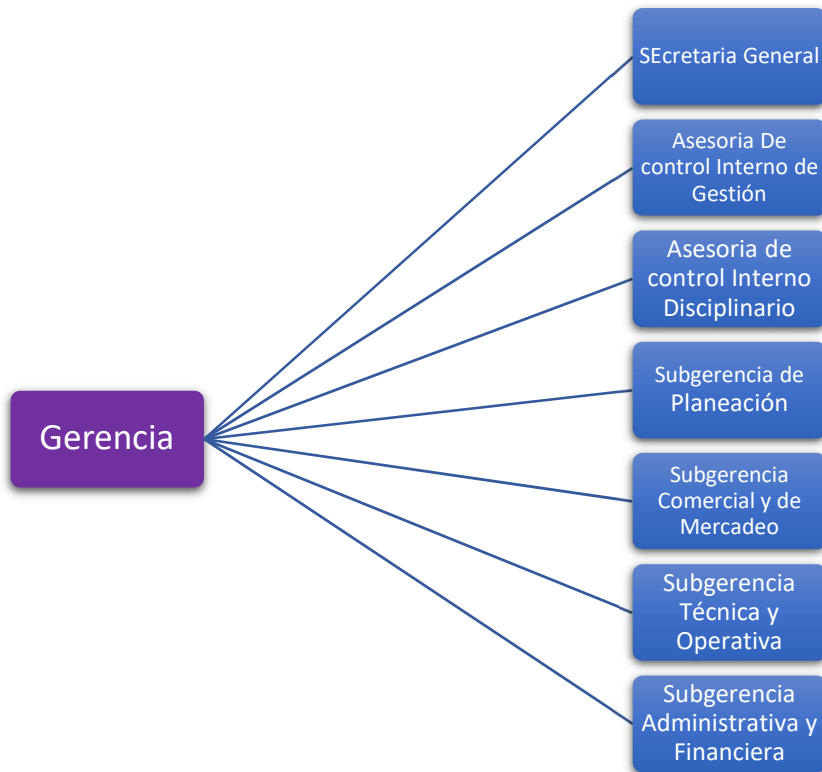 SEcretaria General
Asesoria De
control Interno de
Gestión
Asesoria de
control Interno
Disciplinario
Subgerencia de
Planeación
Gerencia
Subgerencia
Comercial y de
Mercadeo
Subgerencia
Técnica y
Operativa
Subgerencia
Administrativa y
Financiera